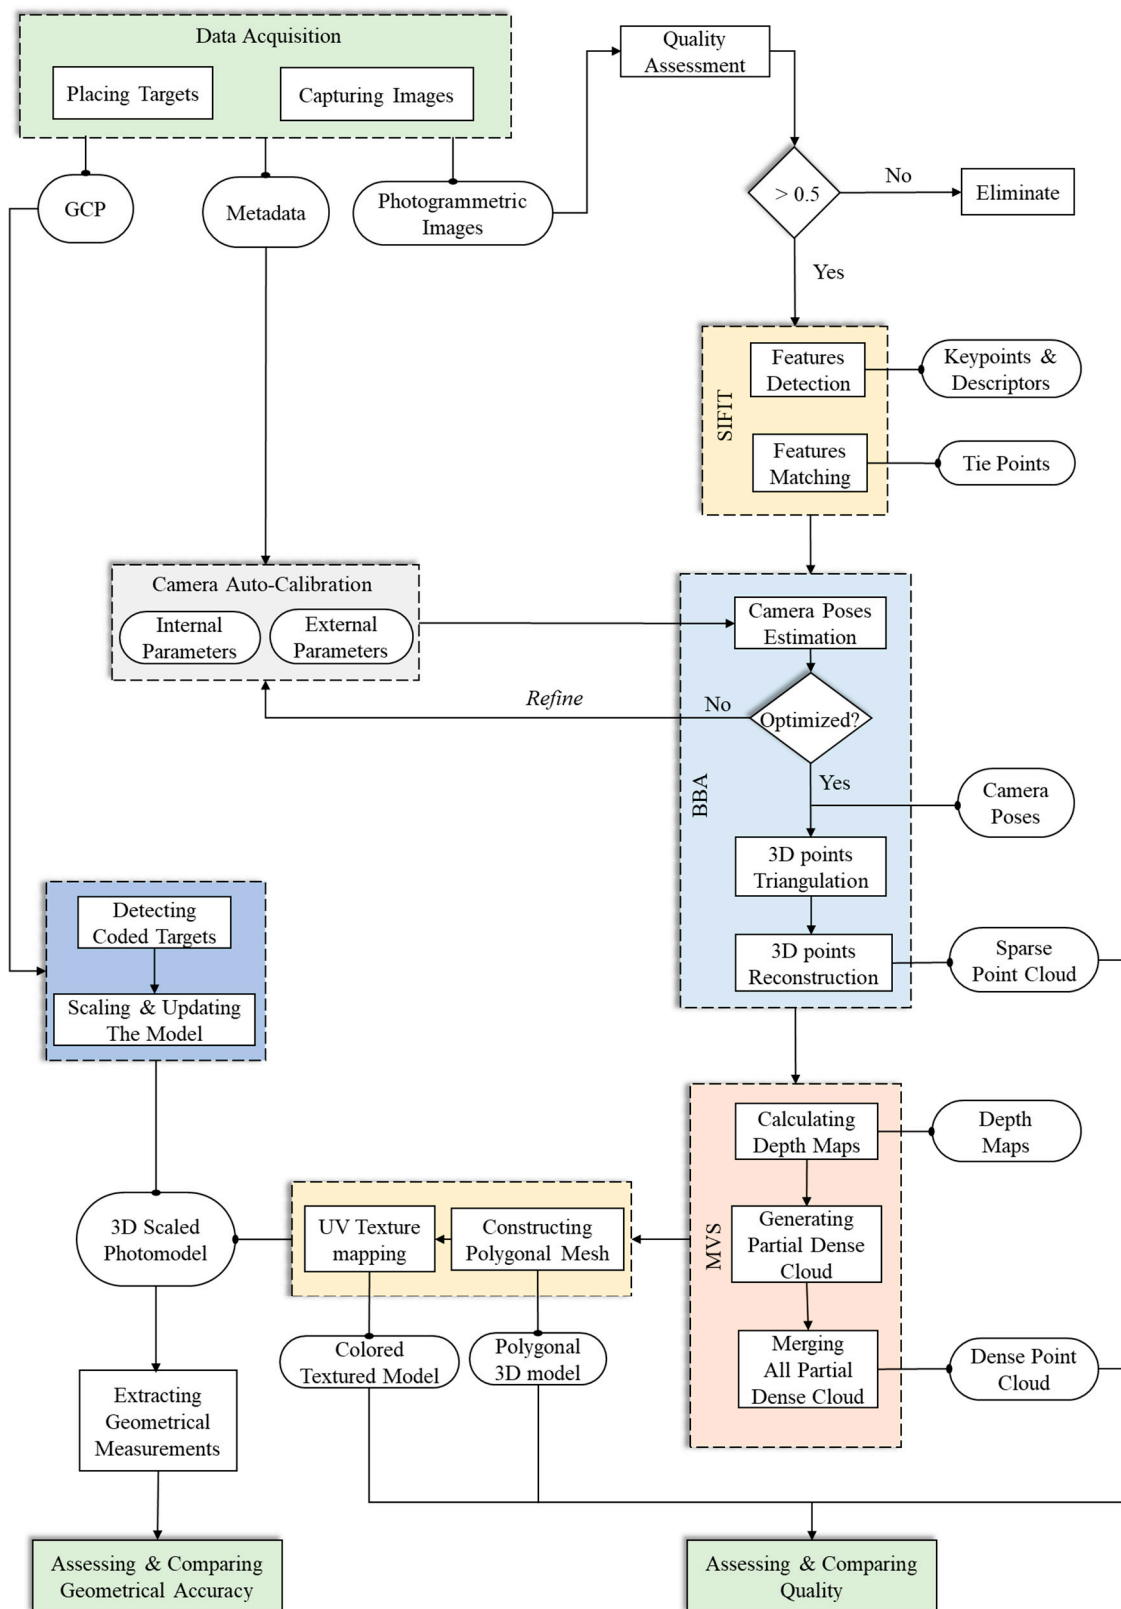 Data Acquisition
Placing Targets
Capturing Images
Quality
Assessment
GCP
Metadata
Photogrammetric
Images
> 0.5
No
Eliminate
Yes
SIFIT
Features
Detection
Keypoints &
Descriptors
Features
Matching
Tie Points
Camera Auto-Calibration
Internal
Parameters
External
Parameters
BBA
Camera Poses
Estimation
Refine
No
Optimized?
Yes
Camera
Poses
3D points
Triangulation
3D points
Reconstruction
Sparse
Point Cloud
Detecting
Coded Targets
Scaling & Updating
The Model
MVS
Calculating
Depth Maps
Depth
Maps
Generating
Partial Dense
Cloud
Merging
All Partial
Dense Cloud
Dense Point
Cloud
3D Scaled
Photomodel
UV Texture
mapping
Constructing
Polygonal Mesh
Colored
Textured Model
Polygonal
3D model
Extracting
Geometrical
Measurements
Assessing & Comparing
Geometrical Accuracy
Assessing & Comparing
Quality